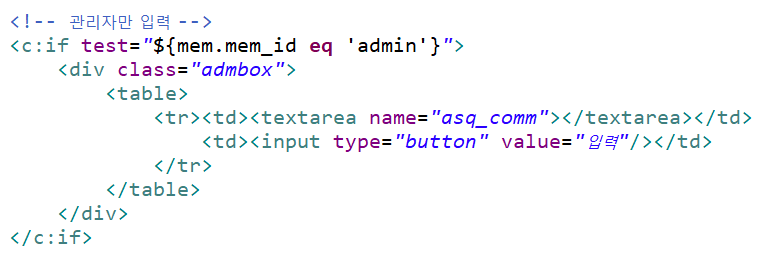 <!-- 관리자만 입력 -->
<c:if test="${mem.mem_id eq 'admin'}">
    <div class="admbox">
        <table>
            <tr><td><textarea name="asq_comm"></textarea></td>
                <td><input type="button" value="입력"/></td>
            </tr>
        </table>
    </div>
</c:if>